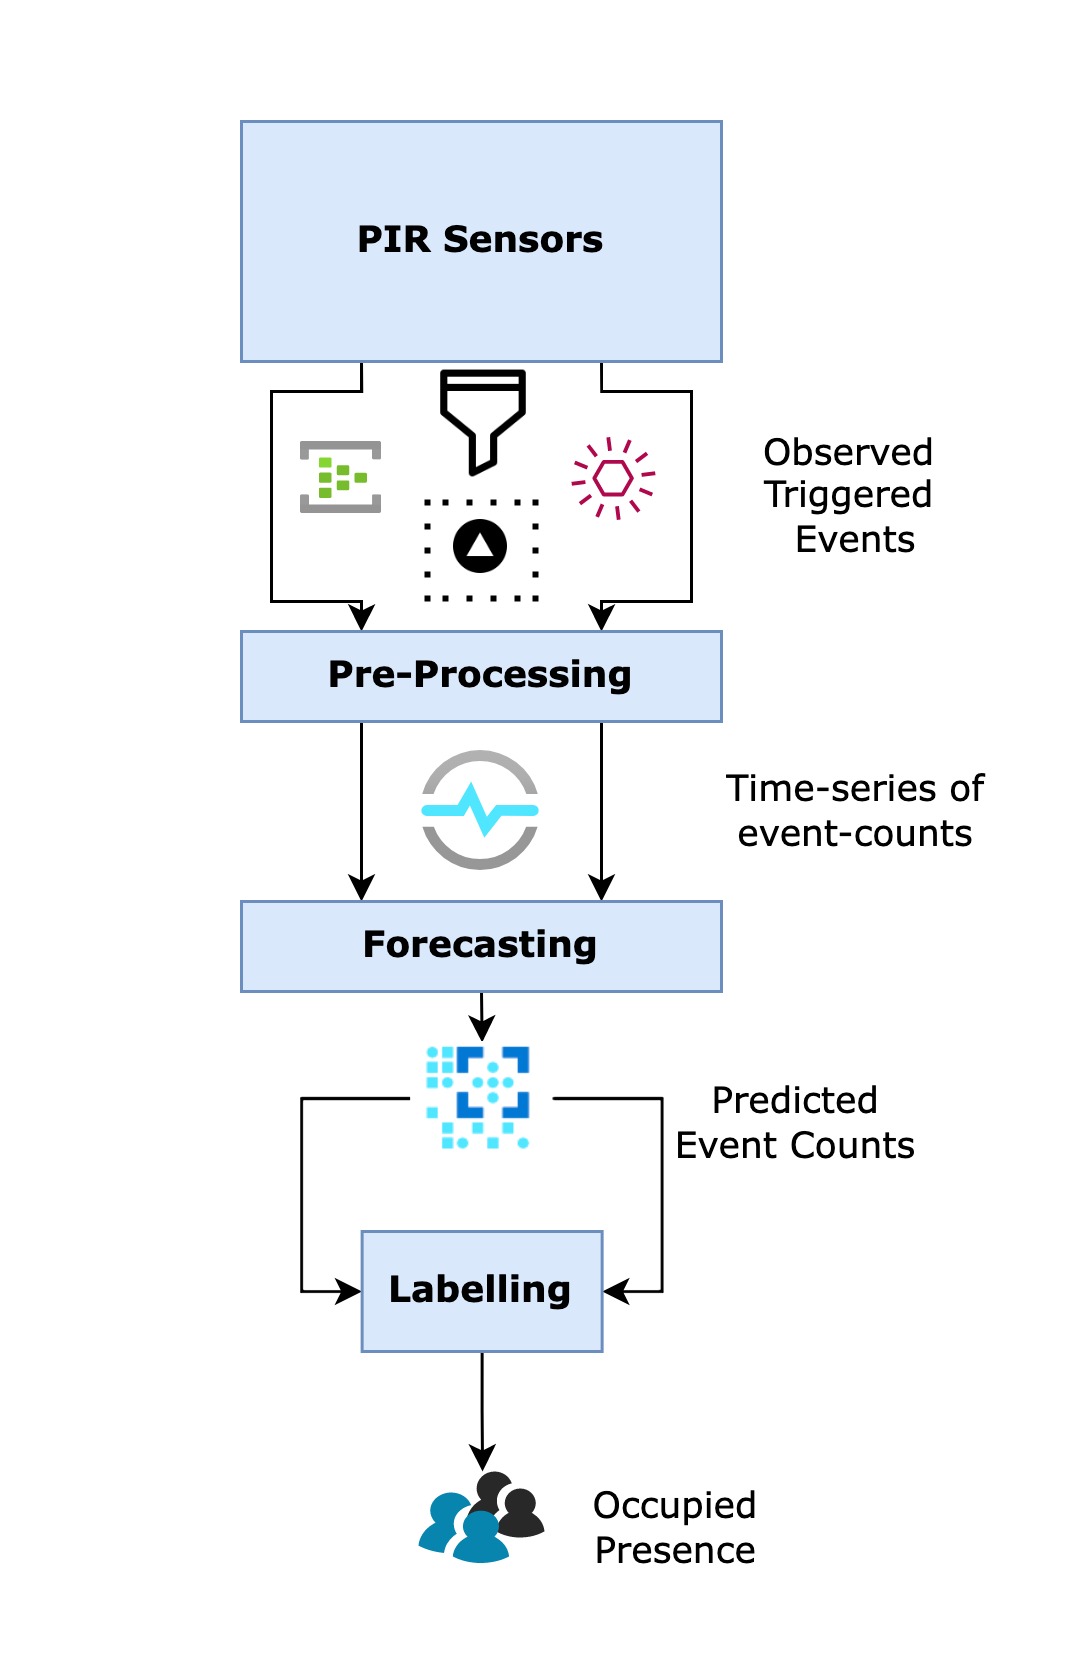 PIR Sensors
Observed
Triggered
Events
Pre-Processing
Time-series of
event-counts
Forecasting
Predicted
Event Counts
Labelling
Occupied
Presence